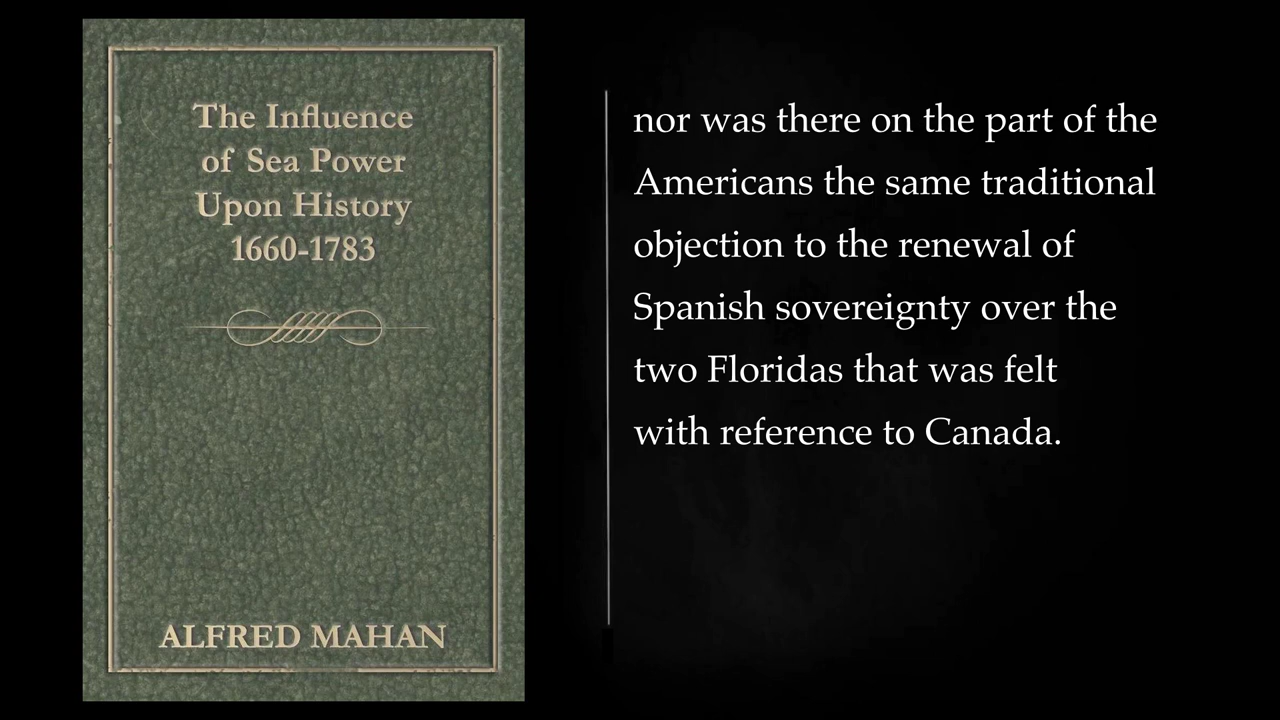 The Influence
of Sea Power
Upon History
1660-1783
ALFRED MAHAN
nor was there on the part of the
Americans the same traditional
objection to the renewal of
Spanish sovereignty over the
two Floridas that was felt
with reference to Canada.